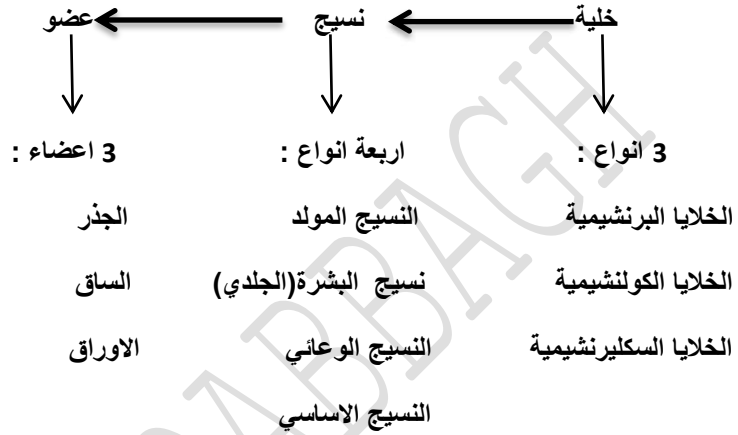 خلية نسيج عضو
3 انواع : اربعة انواع : 3 اعضاء :
الخلايا البرنشيمية النسيج المولد الجذر
الخلايا الكولنشيمية نسيج البشرة(الجلدي) الساق
الخلايا السكليرنشيمية النسيج الوعائي الاوراق
النسيج الاساسي